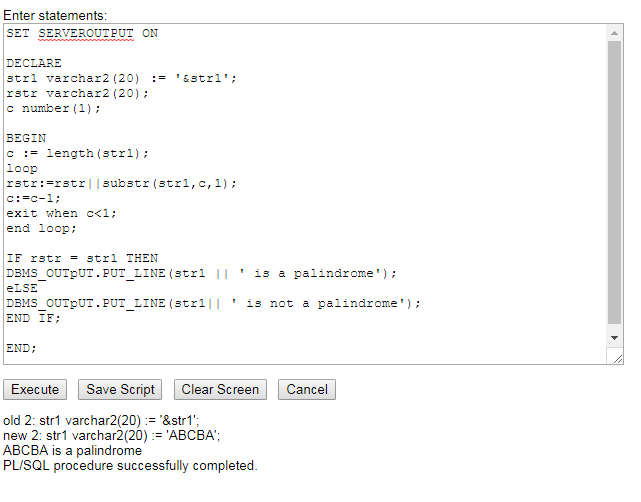 Enter statements:
SET SERVEROUTPUT ON
DECLARE
str1 varchar2(20) := '&str1';
rstr varchar2(20);
c number(1);
BEGIN
c := length(str1);
loop
rstr:=rstr||substr(str1,c,1);
c:=c-1;
exit when c<1;
end loop;
IF rstr = str1 THEN
DBMS_OUTpUT.PUT_LINE(str1 || ' is a palindrome');
eLSE
DBMS_OUTpUT.PUT_LINE(str1|| ' is not a palindrome');
END IF;
END;
Execute Save Script Clear Screen Cancel
old 2: str1 varchar2(20) := '&str1';
new 2: str1 varchar2(20) := 'ABCBA';
ABCBA is a palindrome
PL/SQL procedure successfully completed.